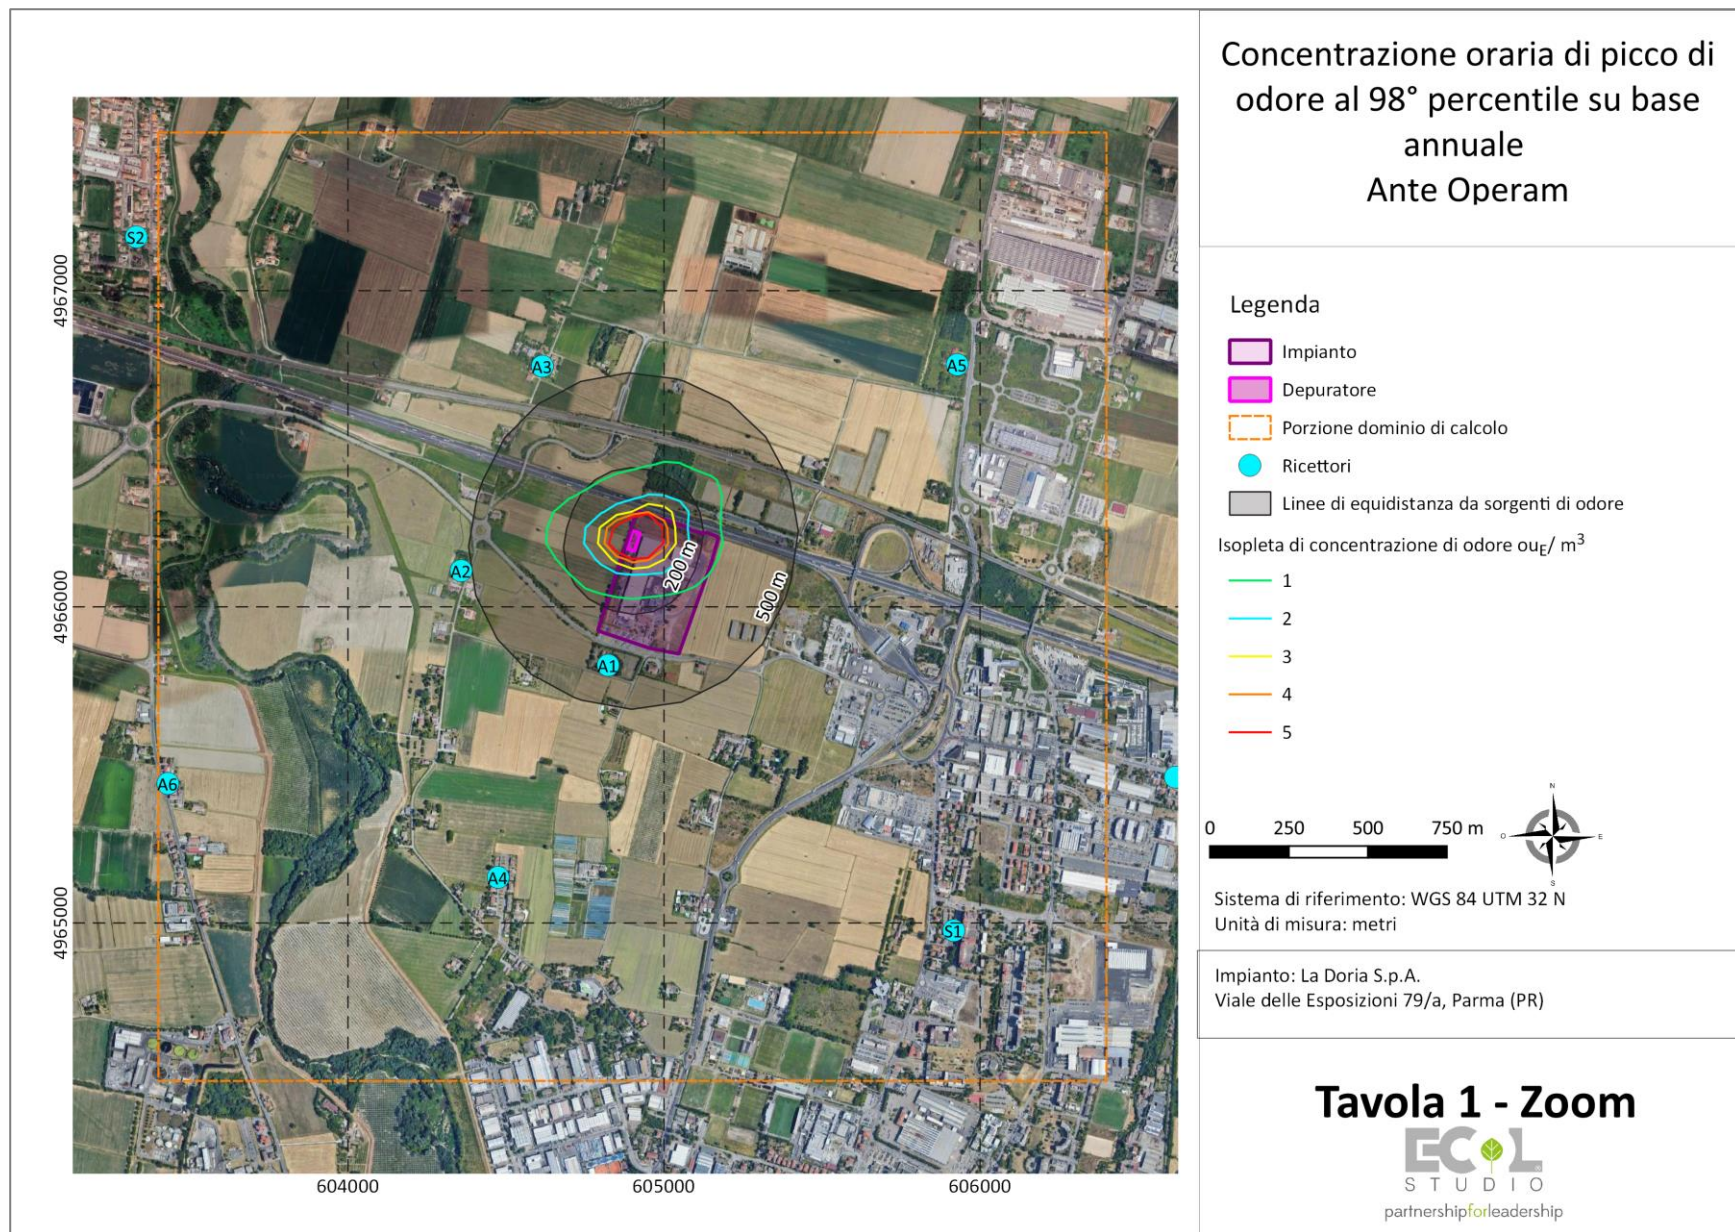 Concentrazione oraria di picco di
odore al 98° percentile su base
annuale
Ante Operam
Legenda
Impianto
Depuratore
Porzione dominio di calcolo
Ricettori
Linee di equidistanza da sorgenti di odore
Isopleta di concentrazione di odore ou_E/ m³
1
2
3
4
5
0 250 500 750 m
N
O E
S
Sistema di riferimento: WGS 84 UTM 32 N
Unità di misura: metri
Impianto: La Doria S.p.A.
Viale delle Esposizioni 79/a, Parma (PR)
Tavola 1 - Zoom
ECOL
STUDIO
partnershipforleadership
S2
4967000
A3
A5
A2
200 m
500 m
4966000
A1
A6
A4
4965000
S1
604000
605000
606000